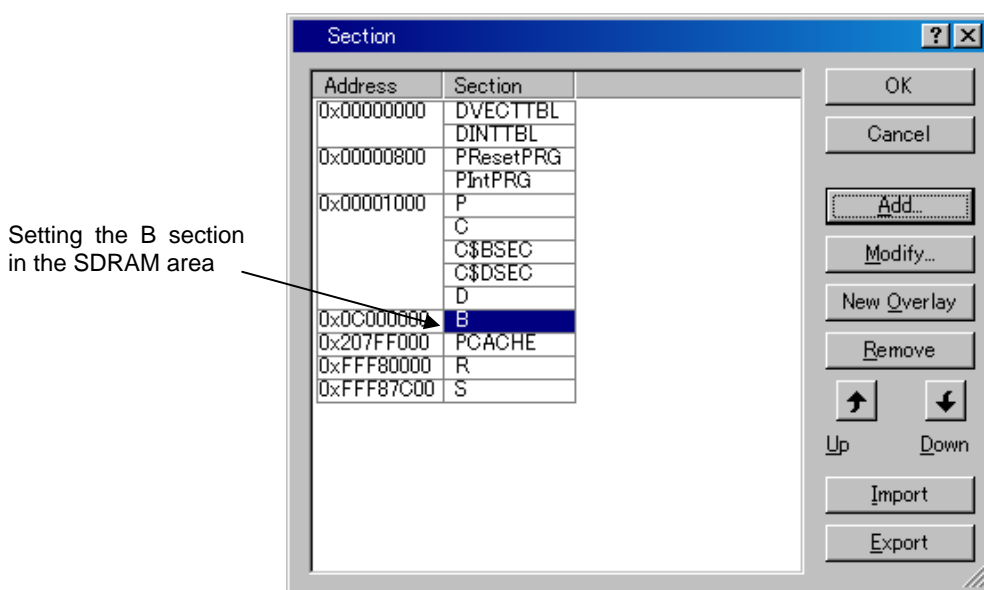 Section
Address Section
0x00000000 DVECTTBL
DINTTBL
0x00000800 PResetPRG
PIntPRG
0x00001000 P
C
C$BSEC
C$DSEC
D
0x0C000000 B
0x207FF000 PCACHE
0xFFF80000 R
0xFFF87C00 S
Setting the B section
in the SDRAM area
OK
Cancel
Add...
Modify...
New Overlay
Remove
Up Down
Import
Export